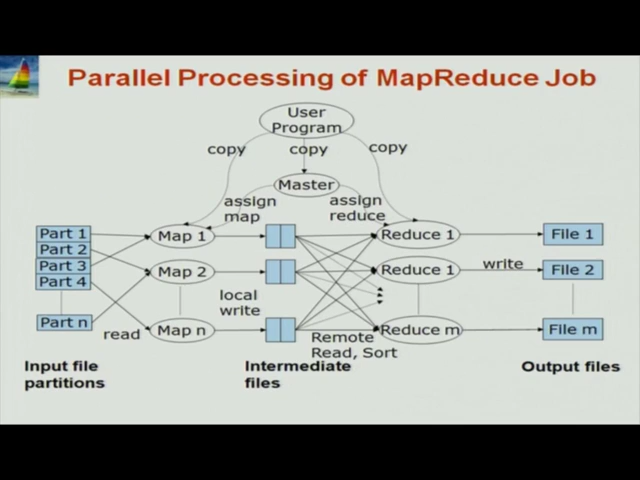 Parallel Processing of MapReduce Job
User
Program
copy
copy
copy
Master
assign
map
assign
reduce
Part 1
Part 2
Part 3
Part 4
Part n
Map 1
Map 2
Map n
Reduce 1
Reduce 1
Reduce m
File 1
File 2
File m
write
local
write
read
Remote
Read, Sort
Input file
partitions
Intermediate
files
Output files